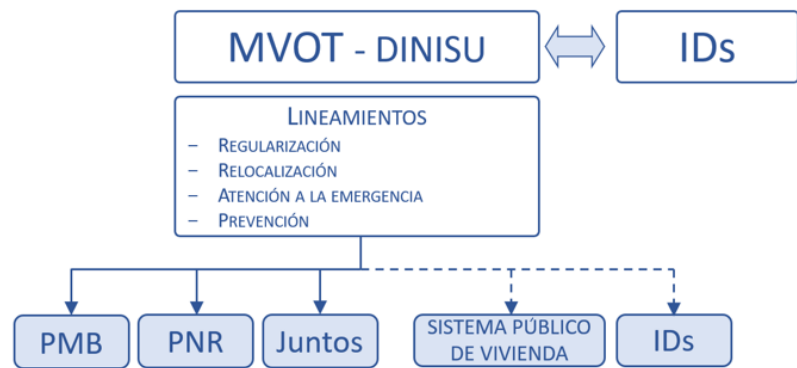 MVOT - DINISU
IDs
LINEAMIENTOS
– REGULARIZACIÓN
– RELOCALIZACIÓN
– ATENCIÓN A LA EMERGENCIA
– PREVENCIÓN
PMB
PNR
Juntos
SISTEMA PÚBLICO
DE VIVIENDA
IDs